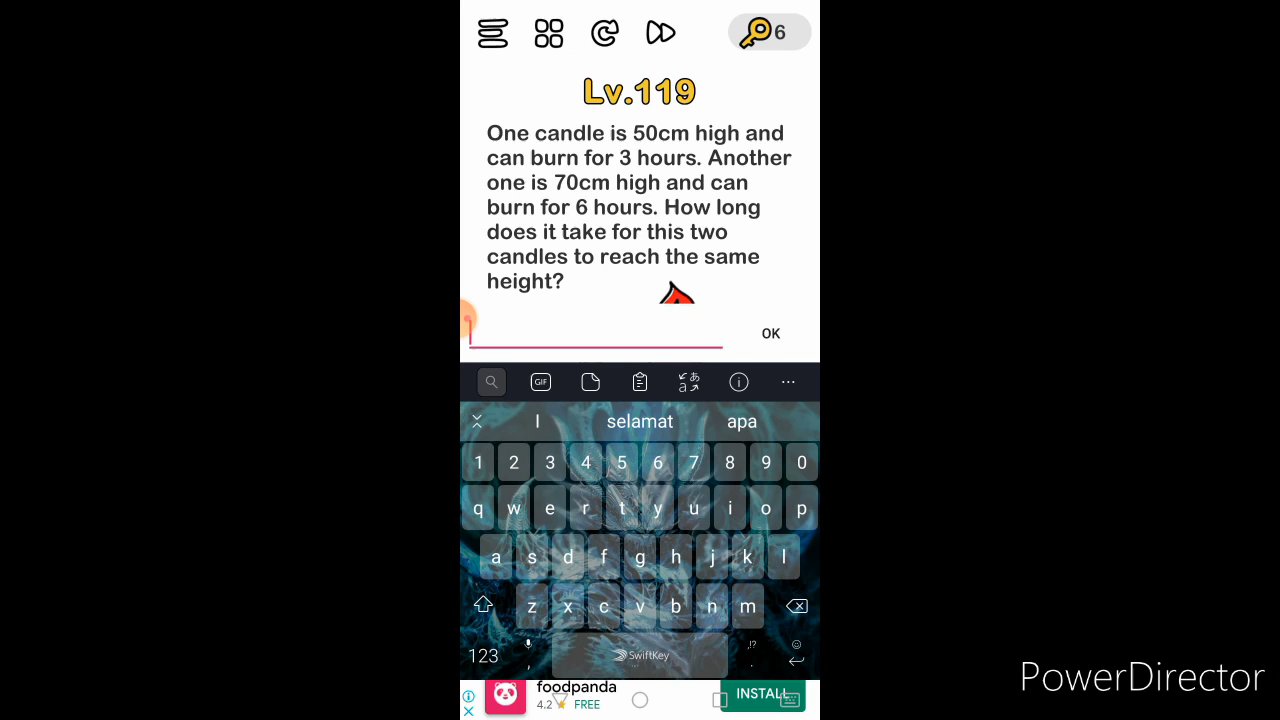 6
Lv.119
One candle is 50cm high and
can burn for 3 hours. Another
one is 70cm high and can
burn for 6 hours. How long
does it take for this two
candles to reach the same
height?
OK
GIF
I selamat apa
1 2 3 4 5 6 7 8 9 0
q w e r t y u i o p
a s d f g h j k l
z x c v b n m
123 , SwiftKey ,!? .
foodpanda
4.2 FREE
INSTALL
PowerDirector